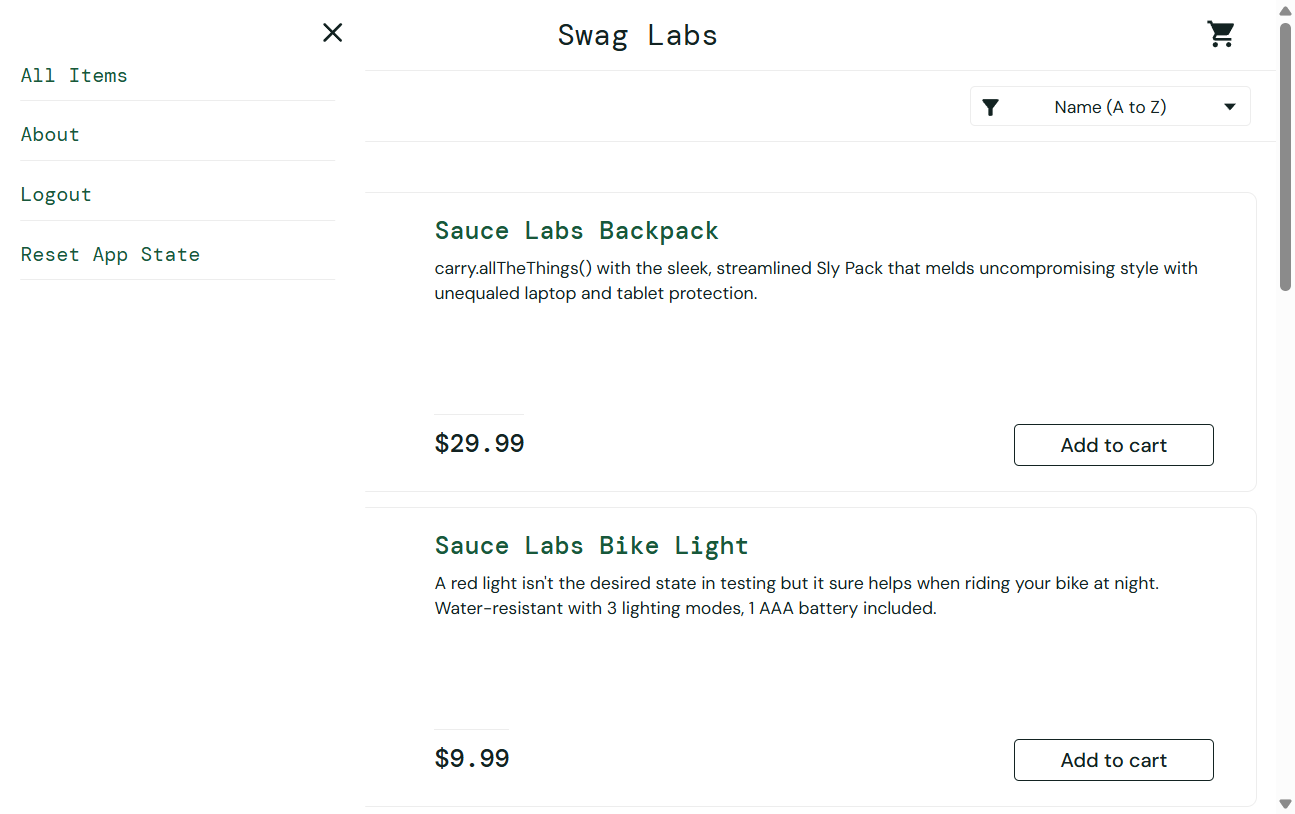 All Items
About
Logout
Reset App State
Swag Labs
Name (A to Z)
Sauce Labs Backpack
carry.allTheThings() with the sleek, streamlined Sly Pack that melds uncompromising style with
unequaled laptop and tablet protection.
$29.99
Add to cart
Sauce Labs Bike Light
A red light isn't the desired state in testing but it sure helps when riding your bike at night.
Water-resistant with 3 lighting modes, 1 AAA battery included.
$9.99
Add to cart